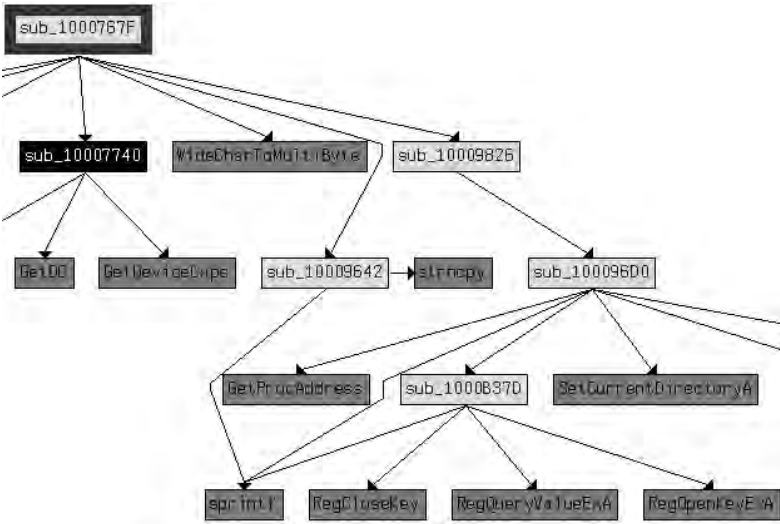 sub_1000767F
sub_10007740
WideCharToMultiByte
sub_10009826
GetDC
GetDeviceCaps
sub_10009642
strncpy
sub_100096D0
GetProcAddress
sub_1000B37D
SetCurrentDirectoryA
sprintf
RegCloseKey
RegQueryValueExA
RegOpenKeyExA